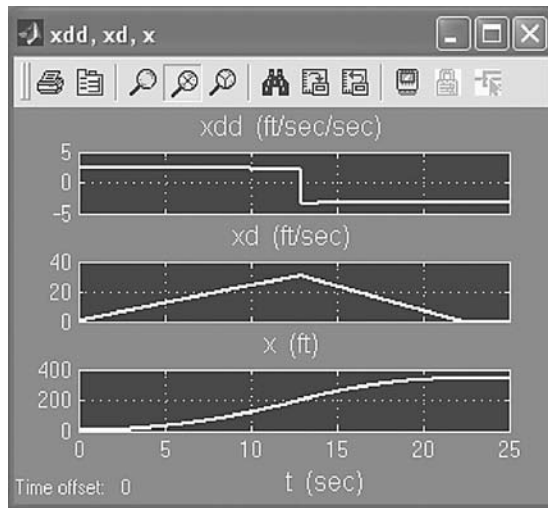 xdd, xd, x
xdd (ft/sec/sec)
5
0
-5
xd (ft/sec)
40
20
0
x (ft)
400
200
0
0 5 10 15 20 25
Time offset: 0
t (sec)